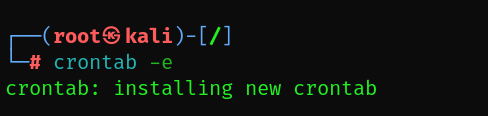 ┌──(root㉿kali)-[/]
└─# crontab -e
crontab: installing new crontab